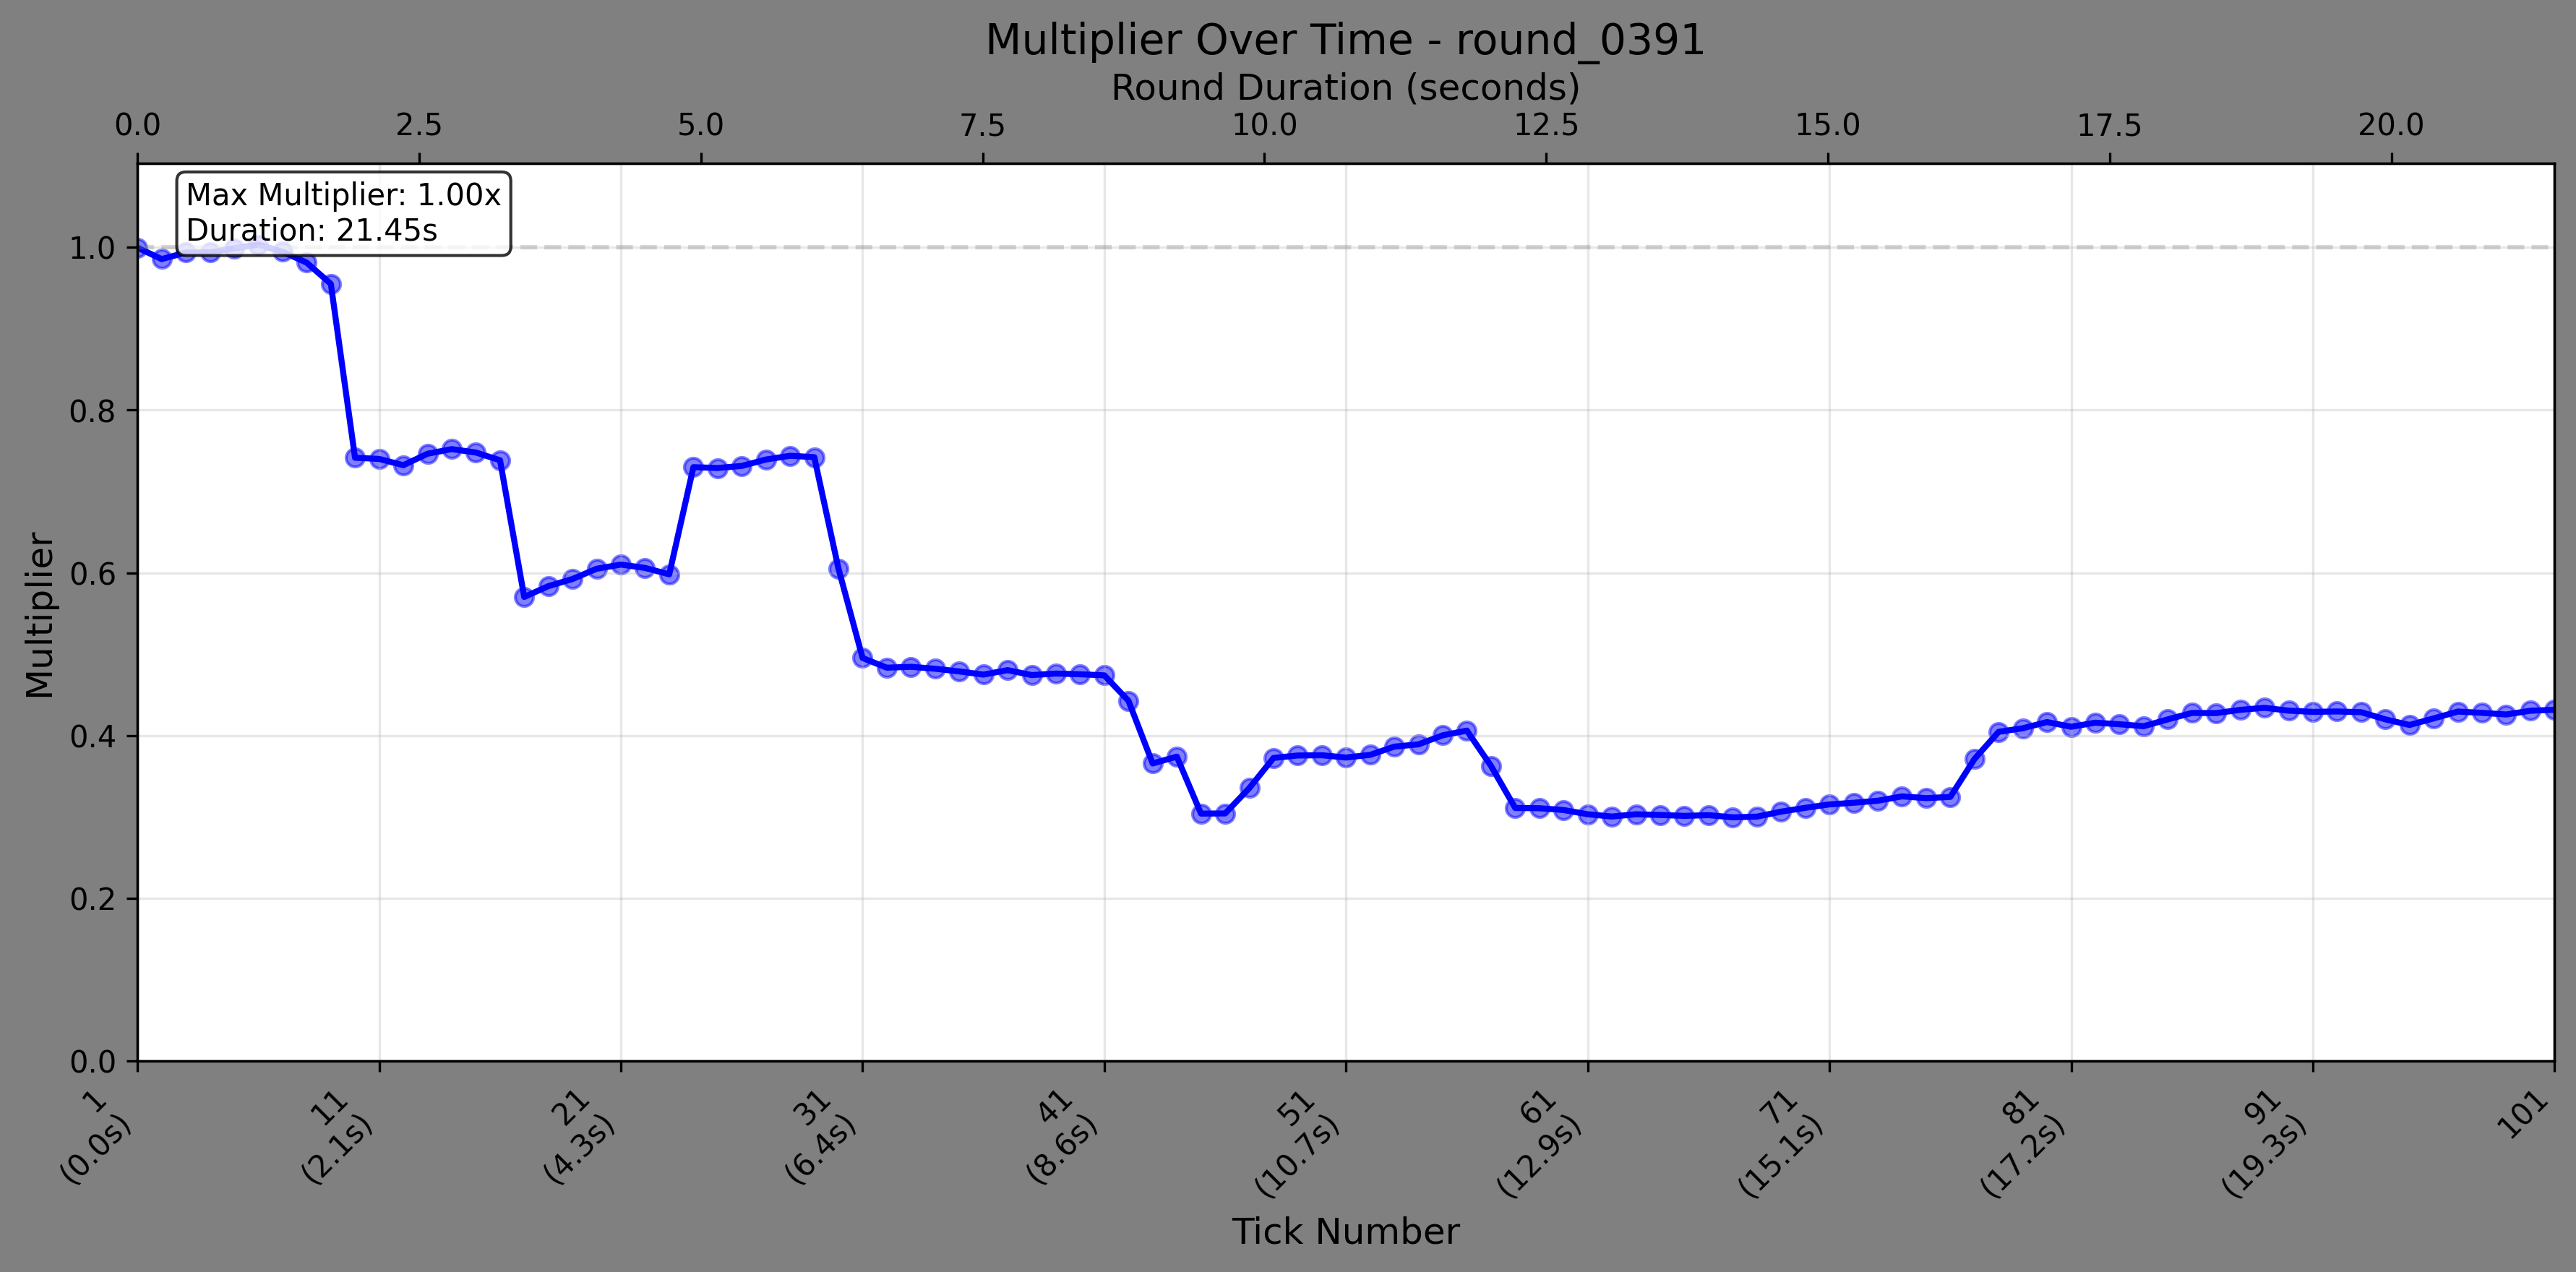 Multiplier Over Time - round_0391
Round Duration (seconds)
0.0 2.5 5.0 7.5 10.0 12.5 15.0 17.5 20.0
Max Multiplier: 1.00x
Duration: 21.45s
Multiplier
1.0
0.8
0.6
0.4
0.2
0.0
1
(0.0s)
11
(2.1s)
21
(4.3s)
31
(6.4s)
41
(8.6s)
51
(10.7s)
61
(12.9s)
71
(15.1s)
81
(17.2s)
91
(19.3s)
101
Tick Number